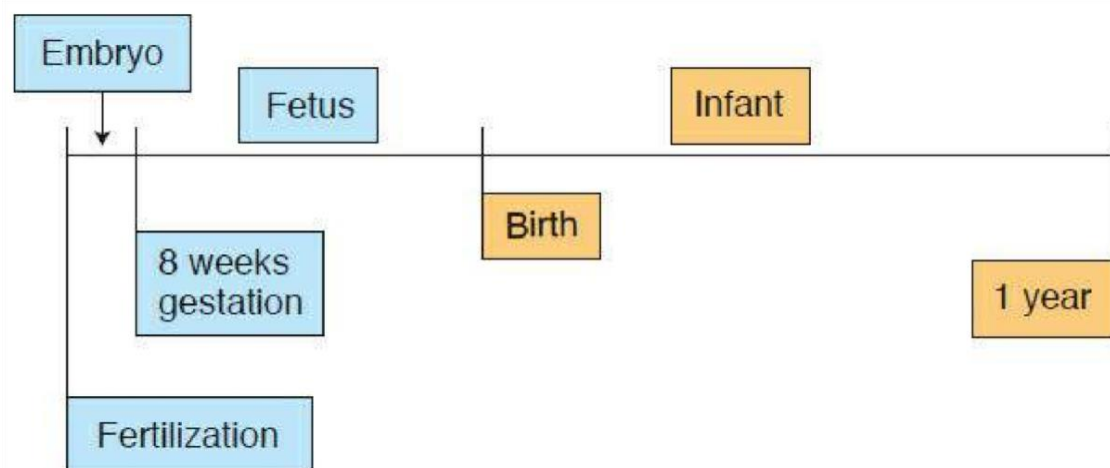 Embryo
Fetus
Infant
Birth
8 weeks
gestation
1 year
Fertilization